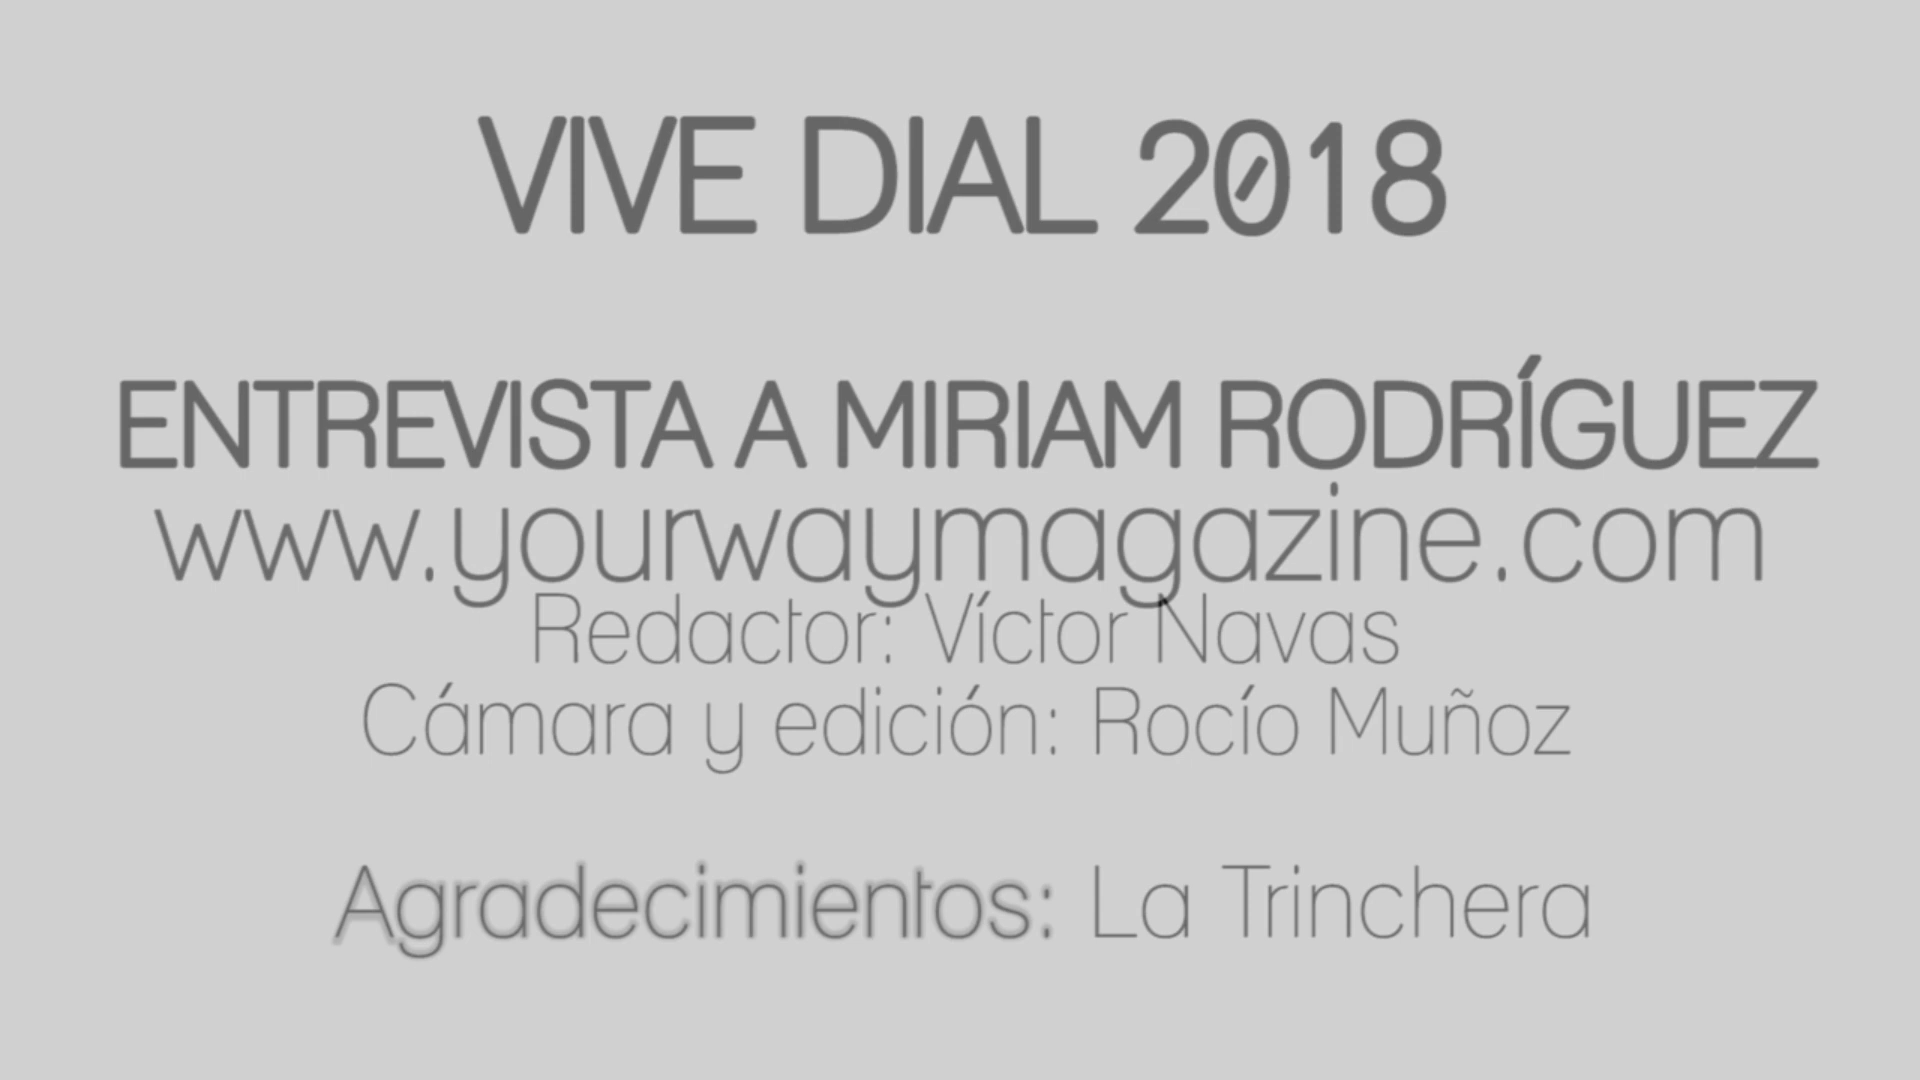 VIVE DIAL 2018
ENTREVISTA A MIRIAM RODRÍGUEZ
www.yourwaymagazine.com
Redactor: Víctor Navas
Cámara y edición: Rocío Muñoz
Agradecimientos: La Trinchera